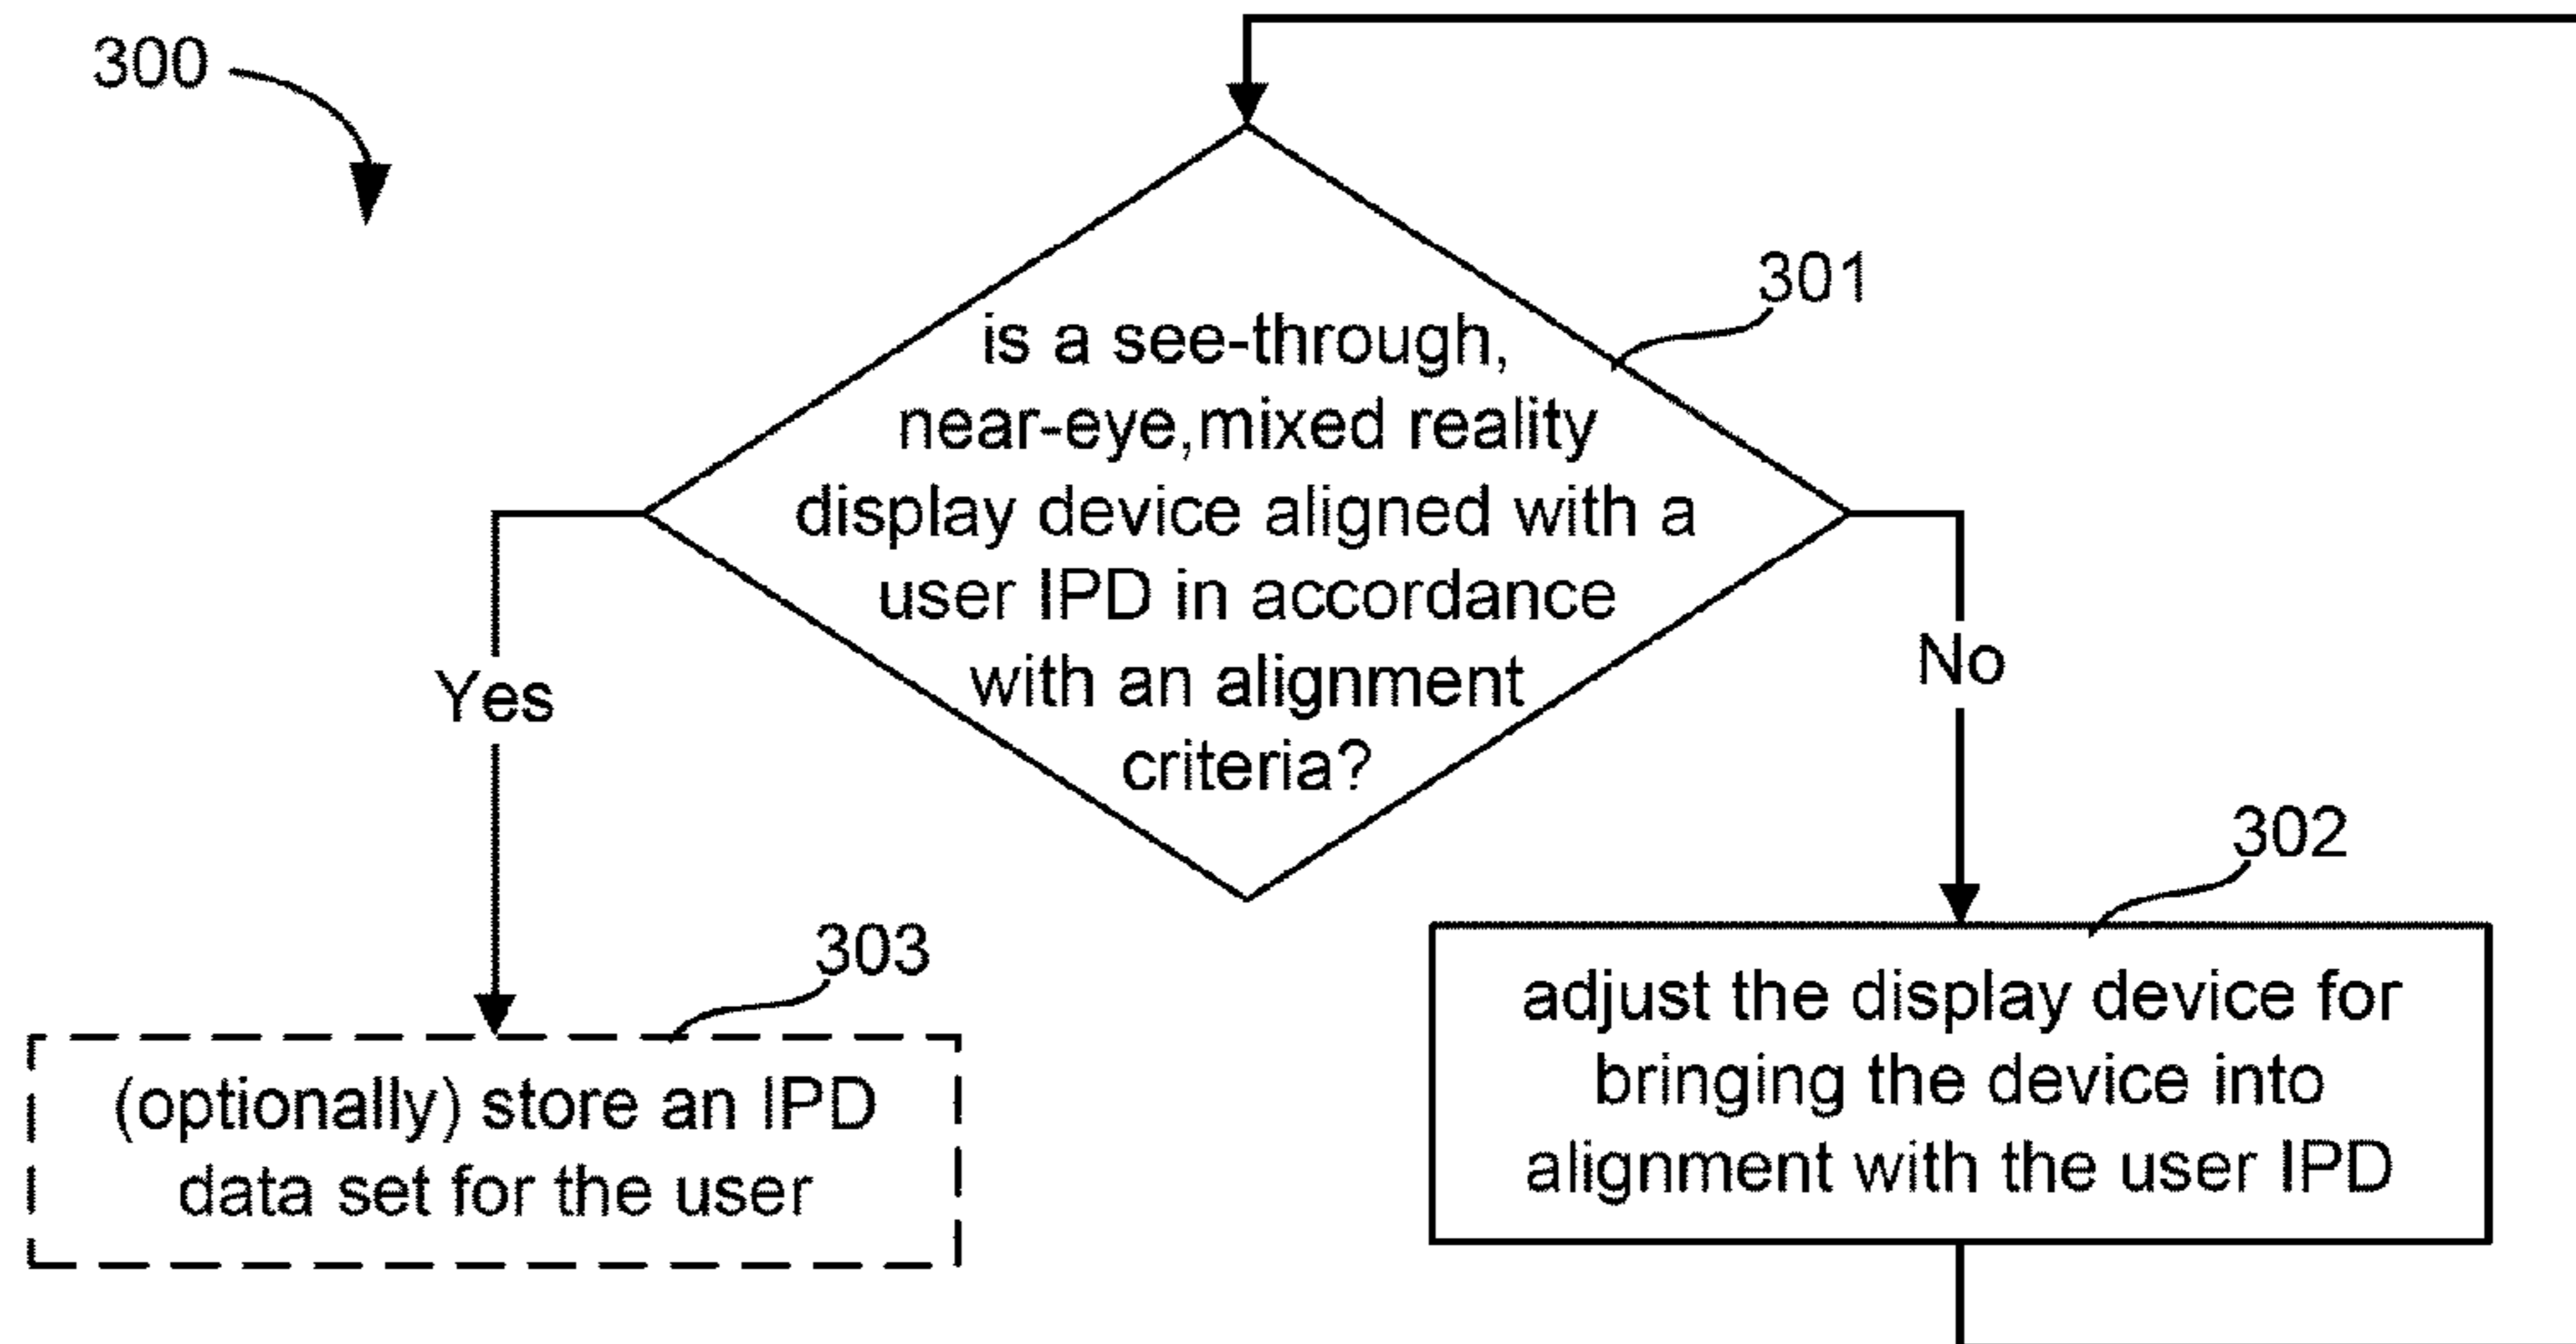 300
301
is a see-through,
near-eye,mixed reality
display device aligned with a
user IPD in accordance
with an alignment
criteria?
Yes
No
302
adjust the display device for
bringing the device into
alignment with the user IPD
303
(optionally) store an IPD
data set for the user